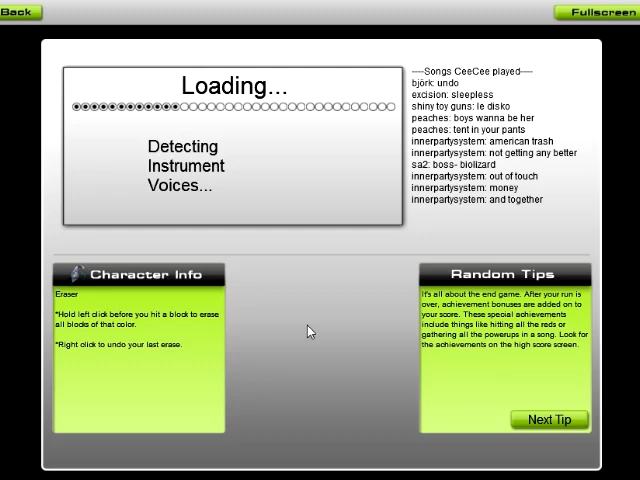 Back
Fullscreen
Loading...
Detecting
Instrument
Voices...
----Songs CeeCee played----
björk: undo
excision: sleepless
shiny toy guns: le disko
peaches: boys wanna be her
peaches: tent in your pants
innerpartysystem: american trash
innerpartysystem: not getting any better
sa2: boss- biolizard
innerpartysystem: out of touch
innerpartysystem: money
innerpartysystem: and together
Character Info
Eraser
*Hold left click before you hit a block to erase
all blocks of that color.
*Right click to undo your last erase.
Random Tips
It's all about the end game. After your run is
over, achievement bonuses are added on to
your score. These special achievements
include things like hitting all the reds or
gathering all the powerups in a song. Look for
the achievements on the high score screen.
Next Tip